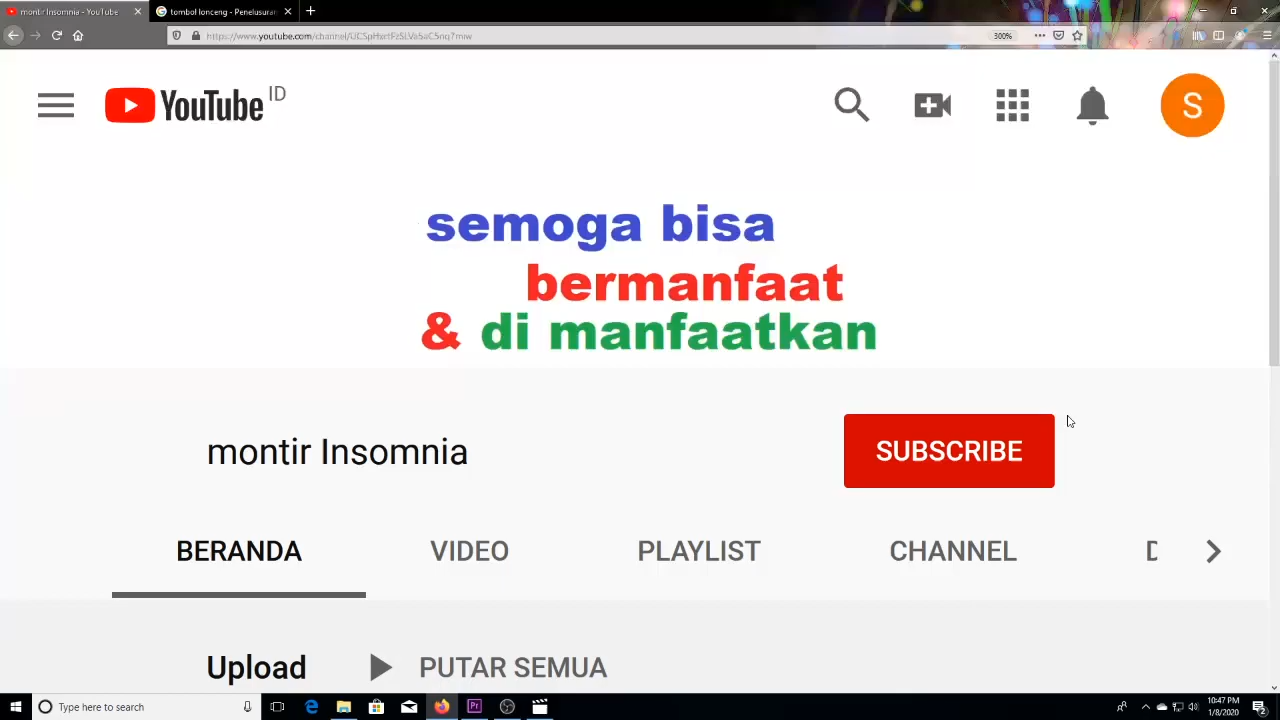 montir Insomnia - YouTube
tombol lonceng - Penelusuran
300%
YouTube ID
S
semoga bisa
bermanfaat
& di manfaatkan
montir Insomnia
SUBSCRIBE
BERANDA VIDEO PLAYLIST CHANNEL
Upload PUTAR SEMUA
Type here to search
10:47 PM
1/8/2020
2